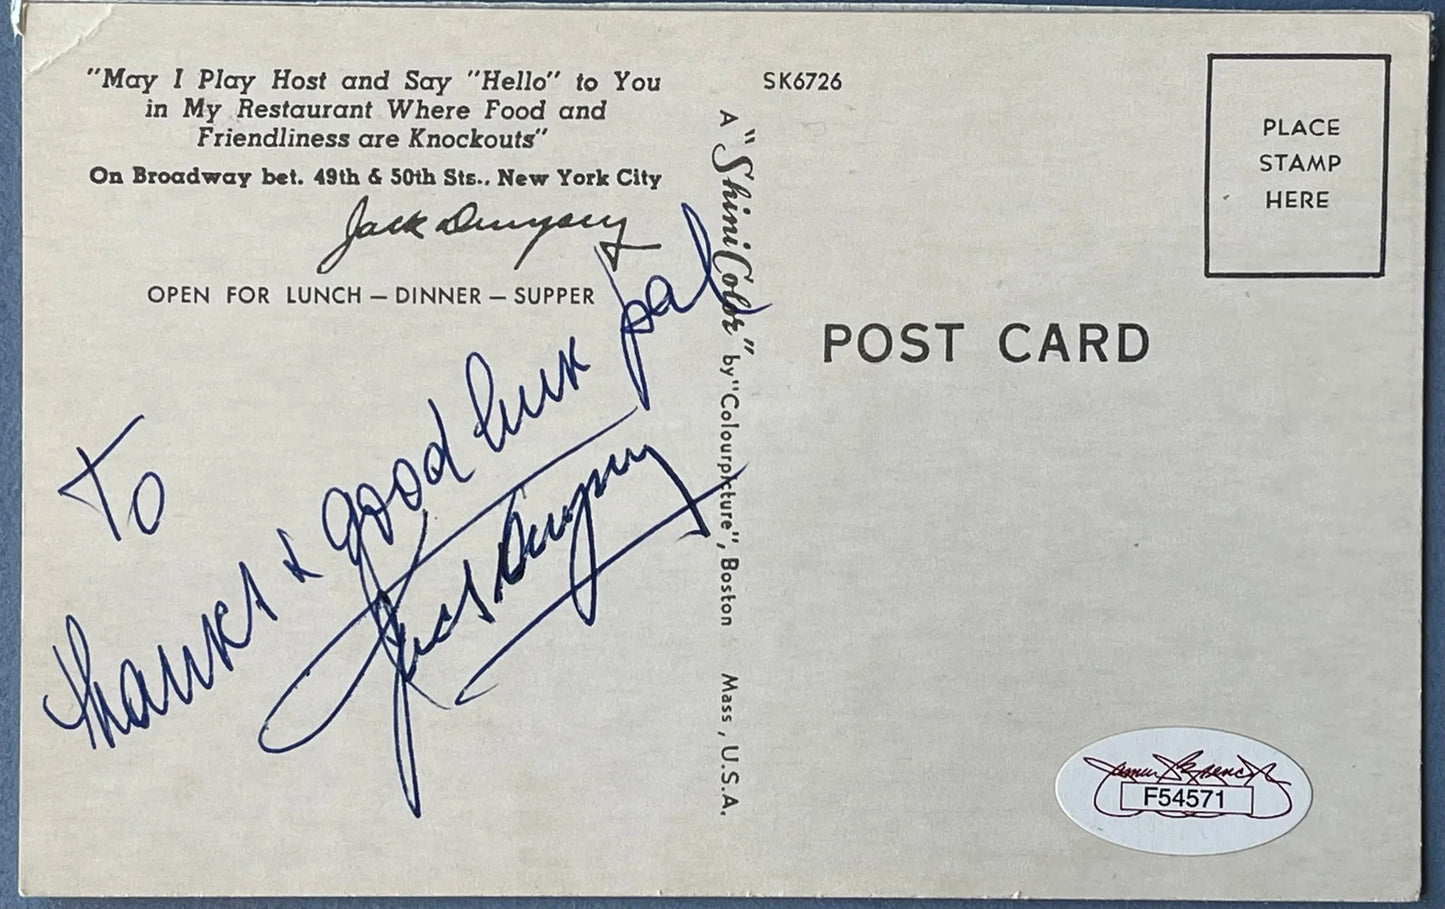 "May I Play Host and Say "Hello" to You
in My Restaurant Where Food and
Friendliness are Knockouts"
On Broadway bet. 49th & 50th Sts., New York City
Jack Dempsey
OPEN FOR LUNCH — DINNER — SUPPER
To
thanks & good luck pal
Jack Dempsey
SK6726
A "ShiniColor" by "Colourpicture", Boston Mass., U.S.A.
PLACE
STAMP
HERE
POST CARD
James Spence
F54571